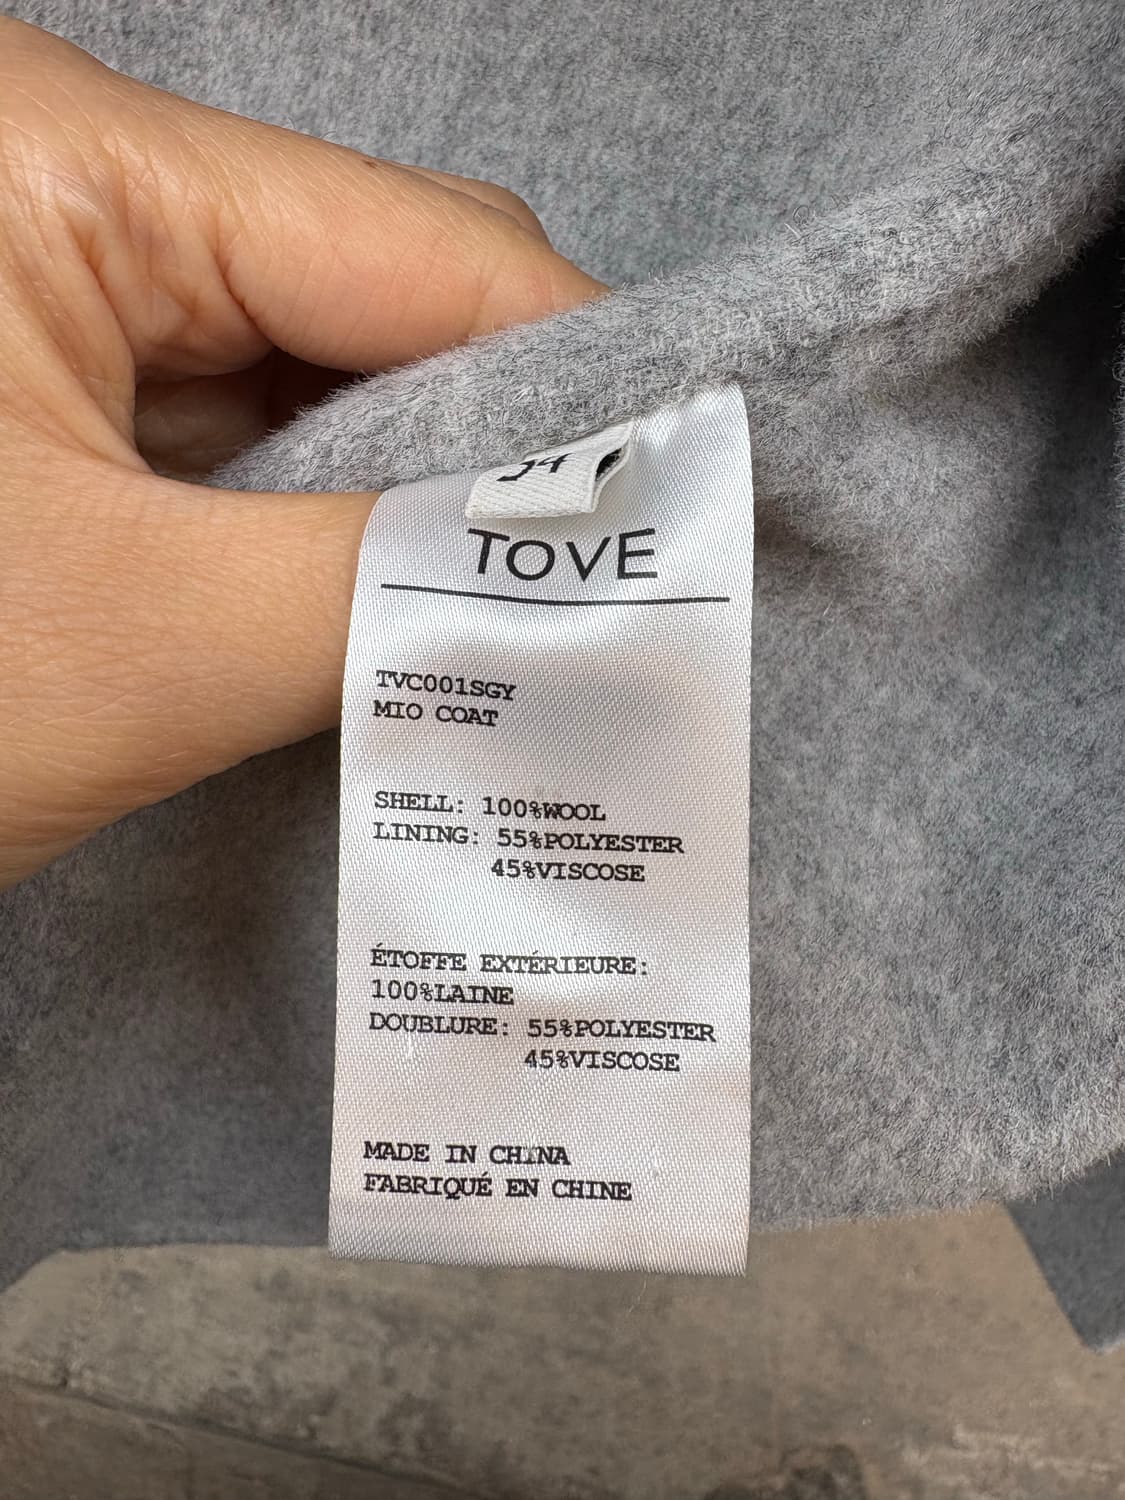 34
TOVE
TVC001SGY
MIO COAT
SHELL: 100%WOOL
LINING: 55%POLYESTER
45%VISCOSE
ÉTOFFE EXTÉRIEURE:
100%LAINE
DOUBLURE: 55%POLYESTER
45%VISCOSE
MADE IN CHINA
FABRIQUÉ EN CHINE